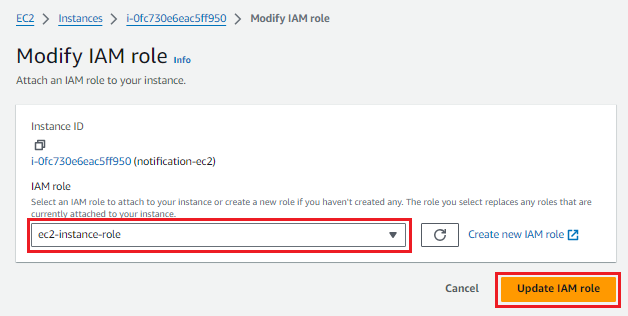 EC2 > Instances > i-0fc730e6eac5ff950 > Modify IAM role
Modify IAM role Info
Attach an IAM role to your instance.
Instance ID
i-0fc730e6eac5ff950 (notification-ec2)
IAM role
Select an IAM role to attach to your instance or create a new role if you haven't created any. The role you select replaces any roles that are
currently attached to your instance.
ec2-instance-role Create new IAM role
Cancel Update IAM role